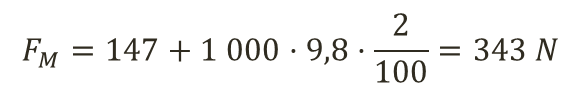 F_M = 147 + 1 000 · 9,8 · 2/100 = 343 N